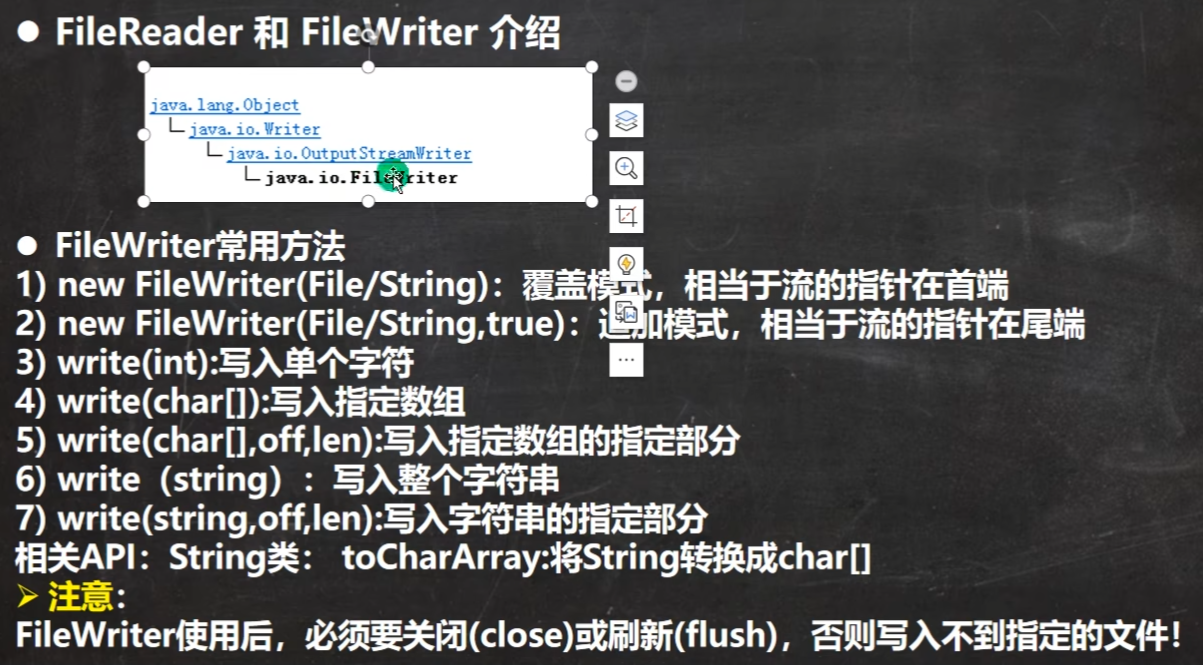 ● FileReader 和 FileWriter 介绍
java.lang.Object
java.io.Writer
java.io.OutputStreamWriter
java.io.FileWriter
● FileWriter常用方法
1) new FileWriter(File/String)：覆盖模式，相当于流的指针在首端
2) new FileWriter(File/String,true)：追加模式，相当于流的指针在尾端
3) write(int):写入单个字符
4) write(char[]):写入指定数组
5) write(char[],off,len):写入指定数组的指定部分
6) write（string）：写入整个字符串
7) write(string,off,len):写入字符串的指定部分
相关API：String类： toCharArray:将String转换成char[]
➢ 注意：
FileWriter使用后，必须要关闭(close)或刷新(flush)，否则写入不到指定的文件！